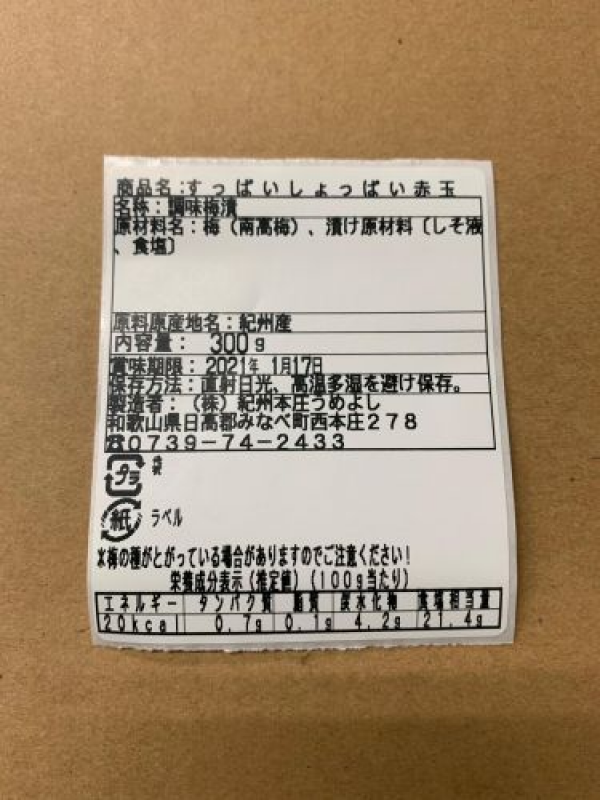 商品名:すっぱいしょっぱい赤玉
名称:調味梅漬
原材料名:梅(南高梅)、漬け原材料〔しそ液
、食塩〕
原料原産地名:紀州産
内容量: 300g
賞味期限: 2021年 1月17日
保存方法:直射日光、高温多湿を避け保存。
製造者:(株)紀州本庄うめよし
和歌山県日高郡みなべ町西本庄278
☎0739-74-2433
プラ 袋
紙 ラベル
※梅の種がとがっている場合がありますのでご注意ください!
栄養成分表示(推定値)(100g当たり)
エネルギー タンパク質 脂質 炭水化物 食塩相当量
20kcal 0.7g 0.1g 4.2g 21.4g